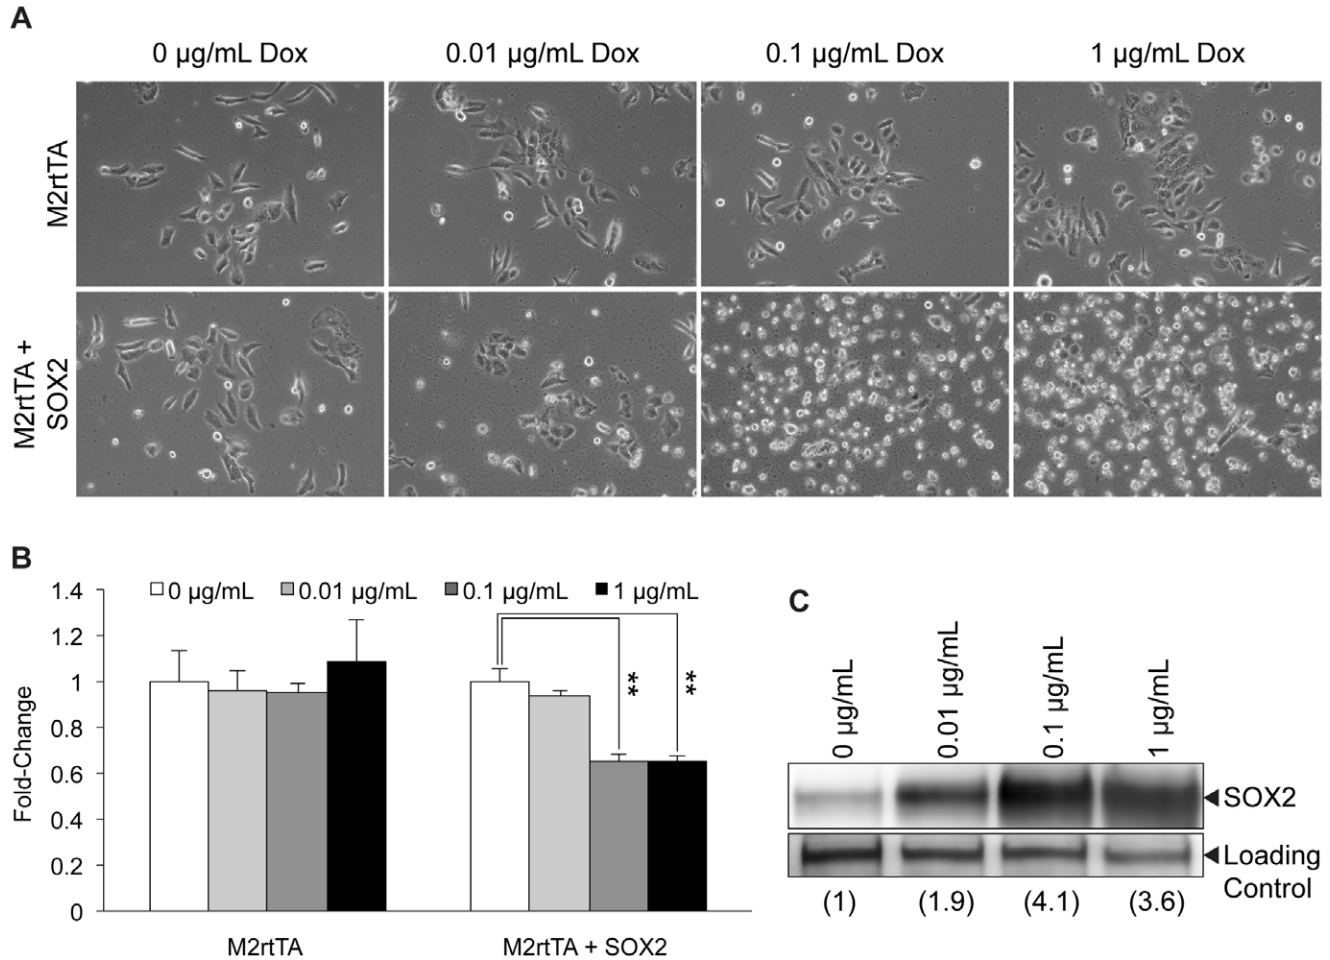 A
0 µg/mL Dox
0.01 µg/mL Dox
0.1 µg/mL Dox
1 µg/mL Dox
M2rtTA
M2rtTA +
SOX2
B
1.4
1.2
1
0.8
0.6
0.4
0.2
0
Fold-Change
0 µg/mL
0.01 µg/mL
0.1 µg/mL
1 µg/mL
**
**
M2rtTA
M2rtTA + SOX2
C
0 µg/mL
0.01 µg/mL
0.1 µg/mL
1 µg/mL
SOX2
Loading
Control
(1)
(1.9)
(4.1)
(3.6)